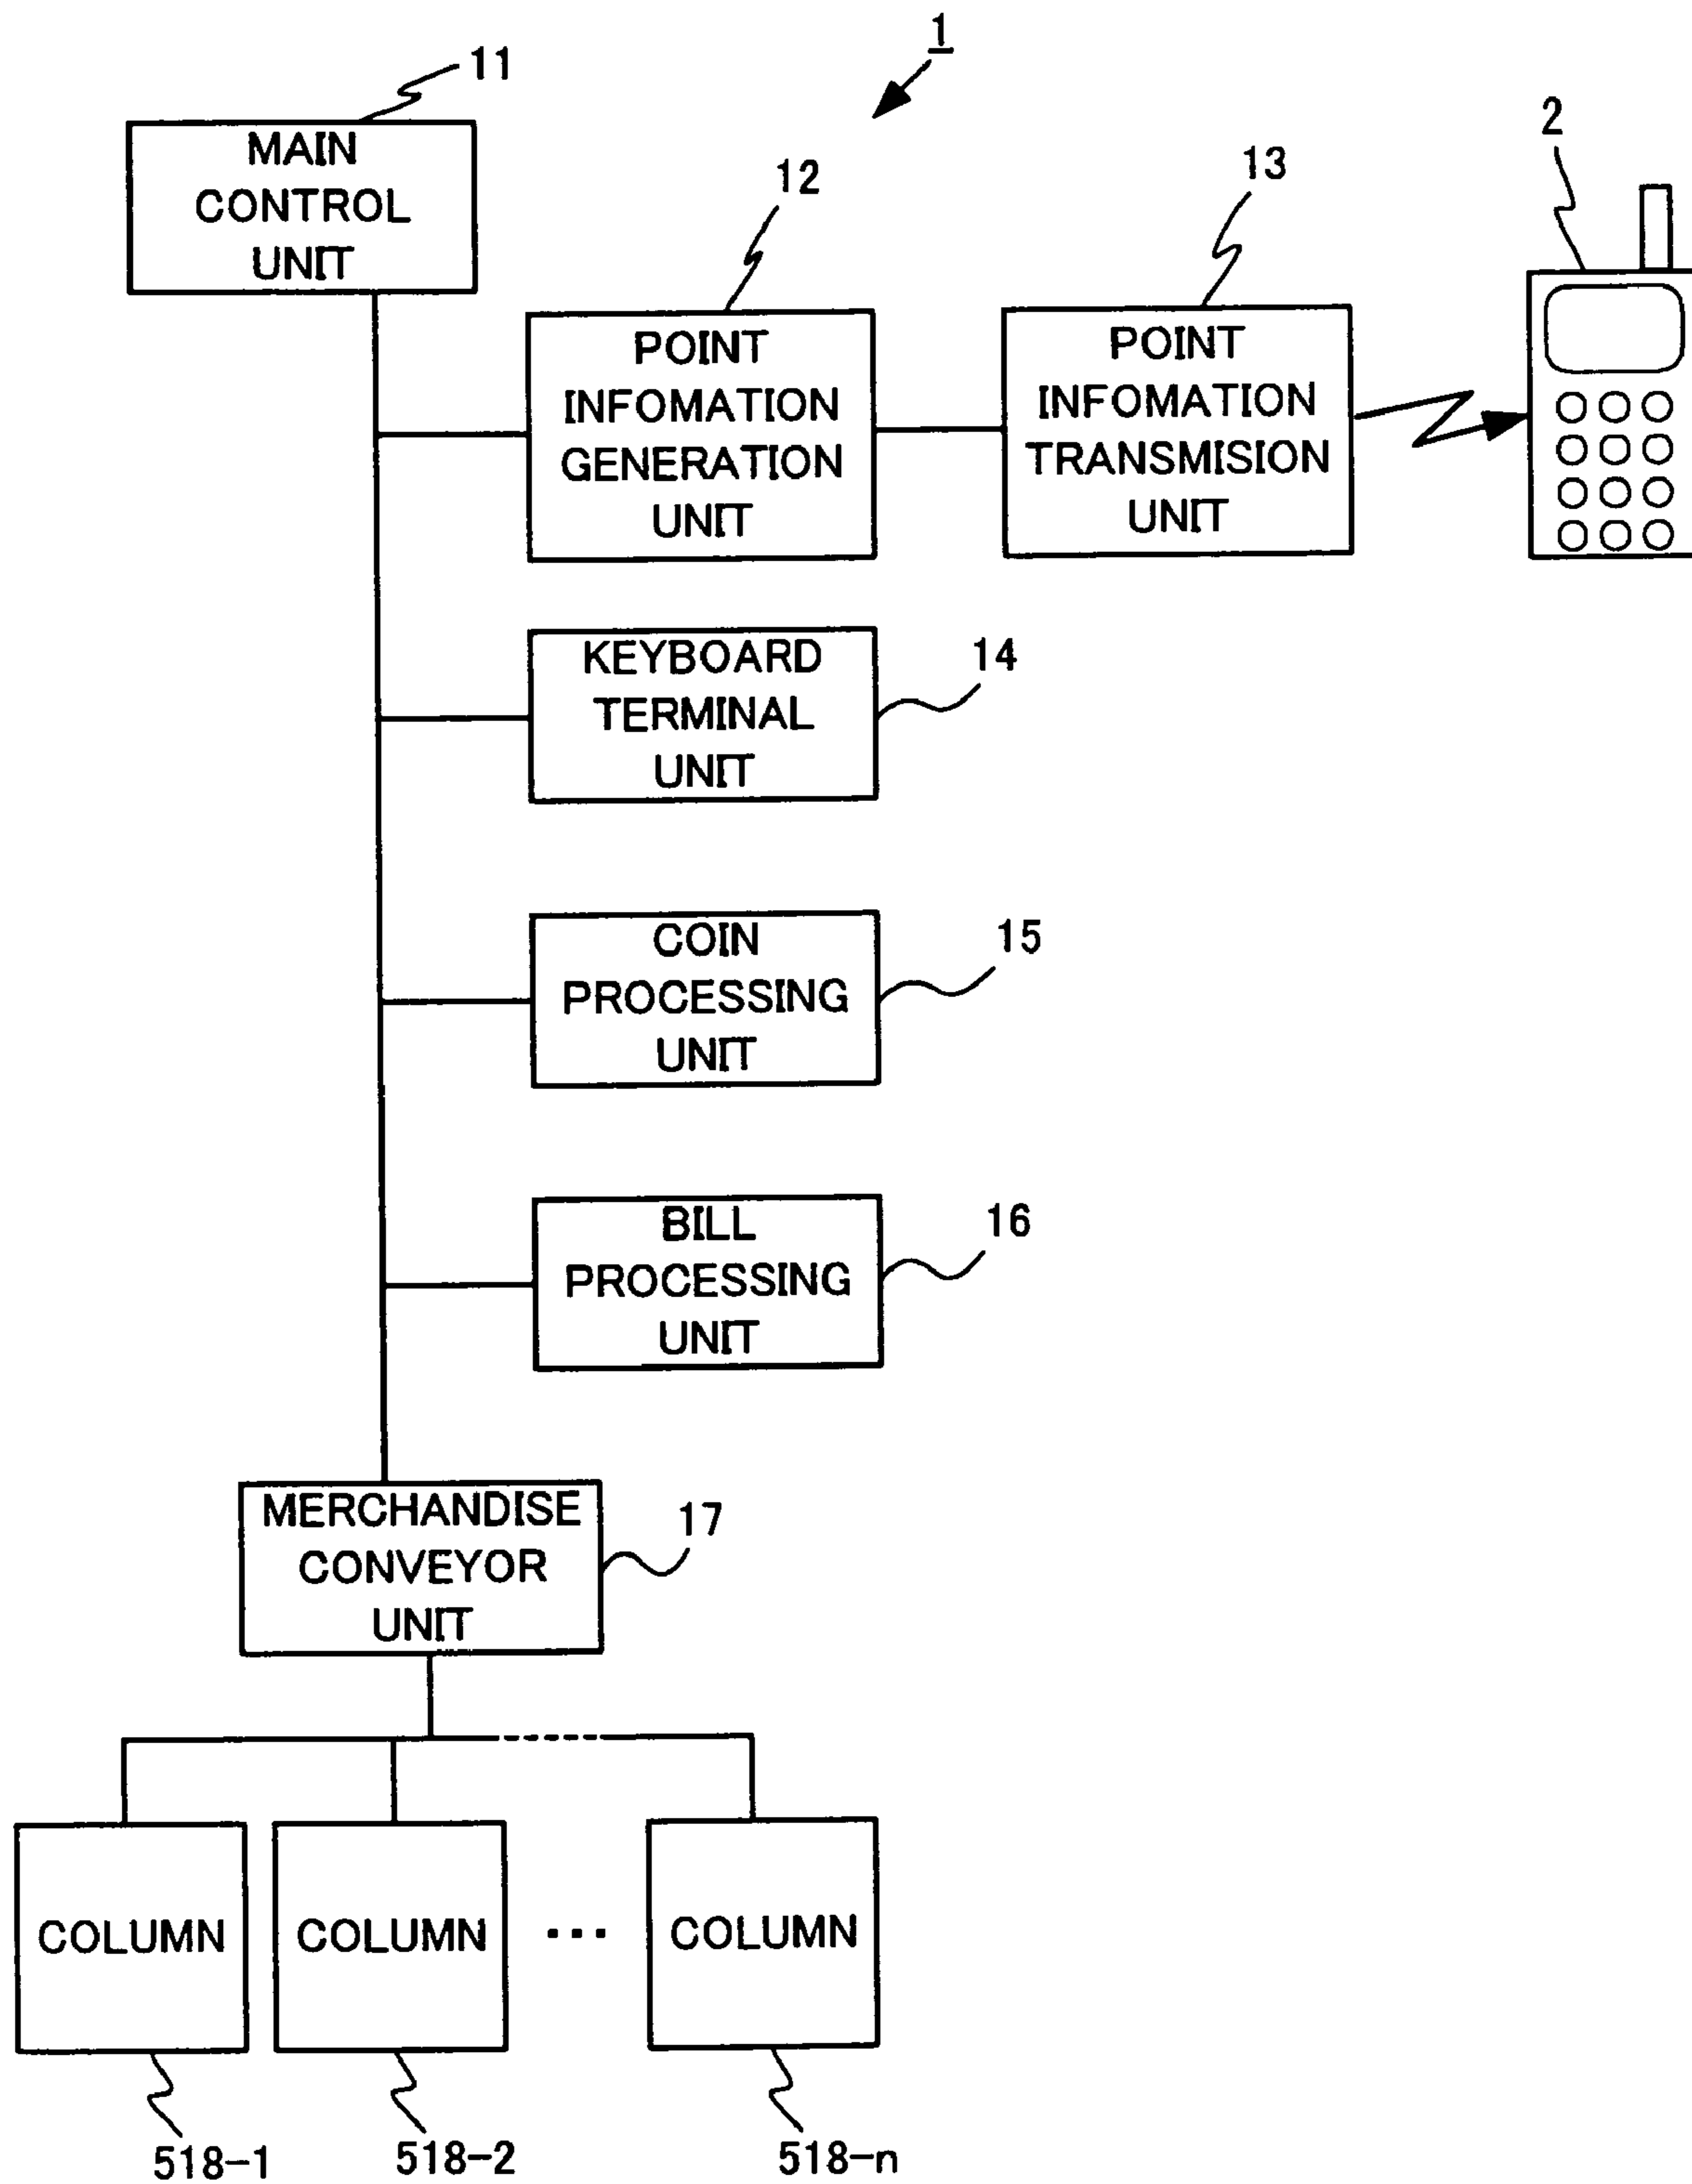 1
11
MAIN
CONTROL
UNIT
12
POINT
INFOMATION
GENERATION
UNIT
13
POINT
INFOMATION
TRANSMISION
UNIT
2
KEYBOARD
TERMINAL
UNIT
14
COIN
PROCESSING
UNIT
15
BILL
PROCESSING
UNIT
16
MERCHANDISE
CONVEYOR
UNIT
17
COLUMN
COLUMN
...
COLUMN
518-1
518-2
518-n